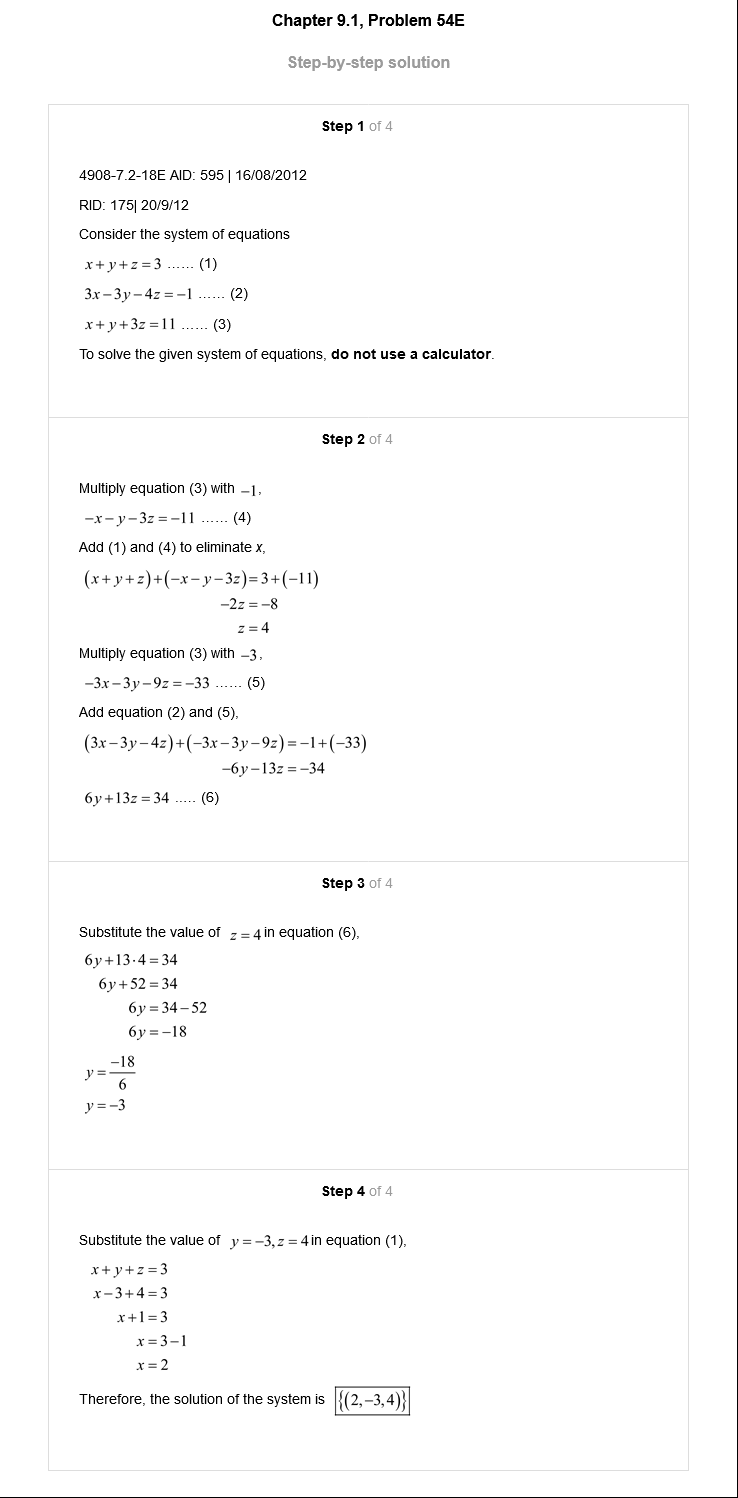 Chapter 9.1, Problem 54E
Step-by-step solution
Step 1 of 4
4908-7.2-18E AID: 595 | 16/08/2012
RID: 175| 20/9/12
Consider the system of equations
x + y + z = 3 ...... (1)
3x − 3y − 4z = −1 ...... (2)
x + y + 3z = 11 ...... (3)
To solve the given system of equations, do not use a calculator.
Step 2 of 4
Multiply equation (3) with −1,
−x − y − 3z = −11 ...... (4)
Add (1) and (4) to eliminate x,
(x + y + z) + (−x − y − 3z) = 3 + (−11)
−2z = −8
z = 4
Multiply equation (3) with −3,
−3x − 3y − 9z = −33 ...... (5)
Add equation (2) and (5),
(3x − 3y − 4z) + (−3x − 3y − 9z) = −1 + (−33)
−6y − 13z = −34
6y + 13z = 34 ..... (6)
Step 3 of 4
Substitute the value of z = 4 in equation (6),
6y + 13·4 = 34
6y + 52 = 34
6y = 34 − 52
6y = −18
y = −18/6
y = −3
Step 4 of 4
Substitute the value of y = −3, z = 4 in equation (1),
x + y + z = 3
x − 3 + 4 = 3
x + 1 = 3
x = 3 − 1
x = 2
Therefore, the solution of the system is {(2, −3, 4)}